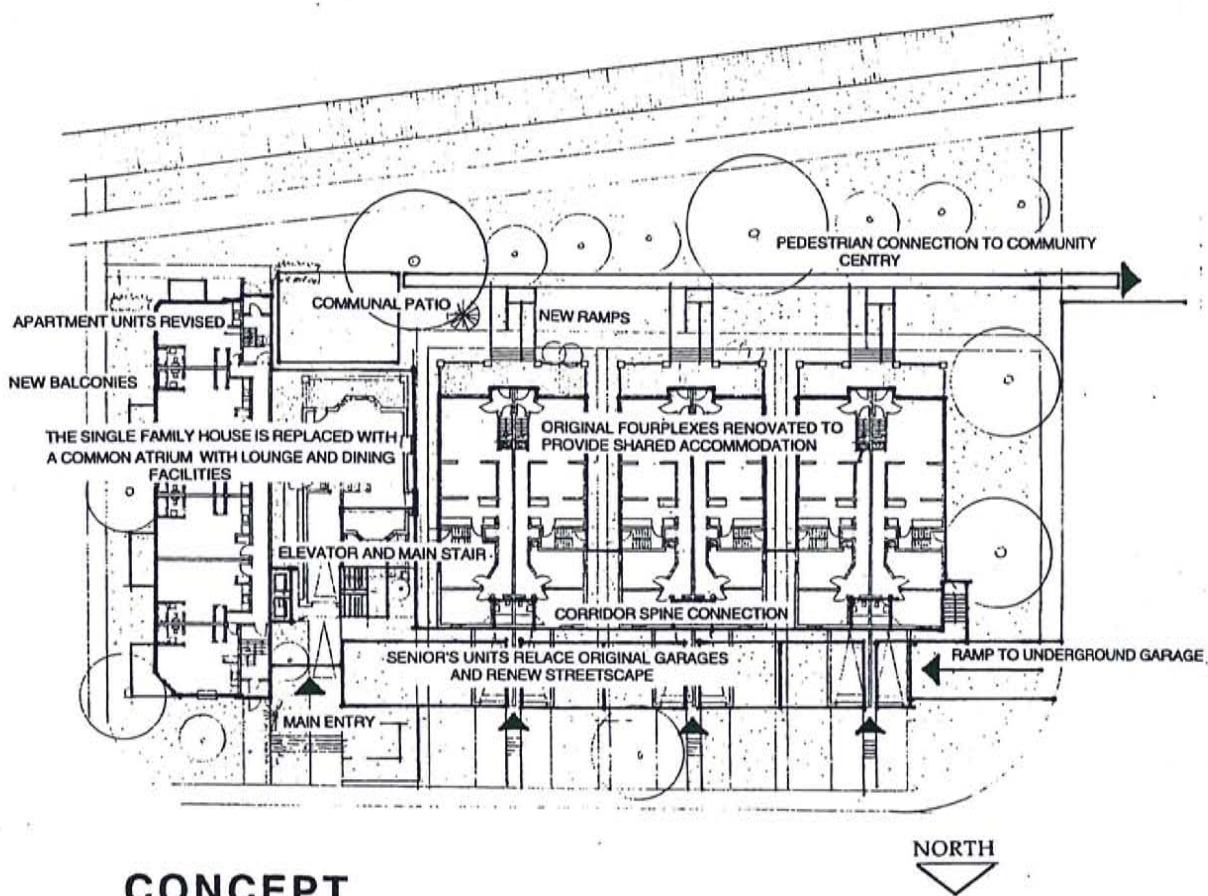 PEDESTRIAN CONNECTION TO COMMUNITY
CENTRY
COMMUNAL PATIO
NEW RAMPS
APARTMENT UNITS REVISED
NEW BALCONIES
THE SINGLE FAMILY HOUSE IS REPLACED WITH
A COMMON ATRIUM WITH LOUNGE AND DINING
FACILITIES
ORIGINAL FOURPLEXES RENOVATED TO
PROVIDE SHARED ACCOMMODATION
ELEVATOR AND MAIN STAIR
CORRIDOR SPINE CONNECTION
SENIOR'S UNITS RELACE ORIGINAL GARAGES
AND RENEW STREETSCAPE
RAMP TO UNDERGROUND GARAGE
MAIN ENTRY
NORTH
CONCEPT